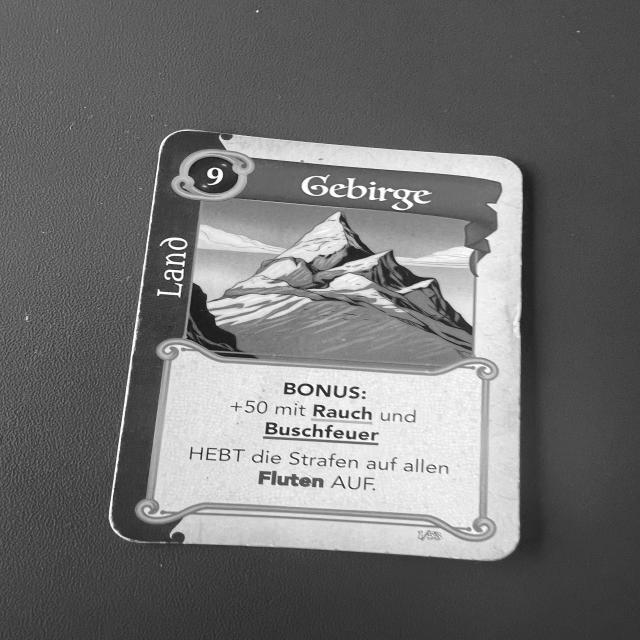 9
Gebirge
Land
BONUS:
+50 mit Rauch und
Buschfeuer
HEBT die Strafen auf allen
Fluten AUF.